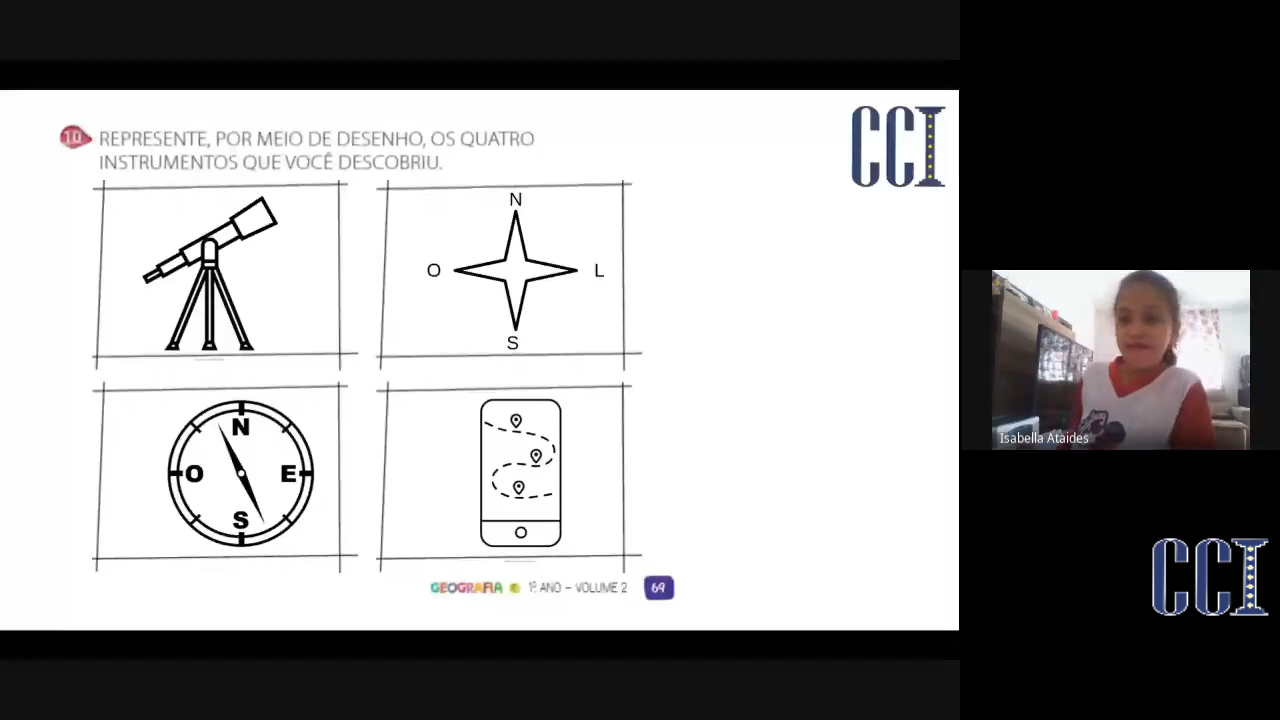 CCI
10 REPRESENTE, POR MEIO DE DESENHO, OS QUATRO
INSTRUMENTOS QUE VOCÊ DESCOBRIU.
N
O L
S
N
O E
S
GEOGRAFIA 1º ANO – VOLUME 2 69
Isabella Ataides
CCI